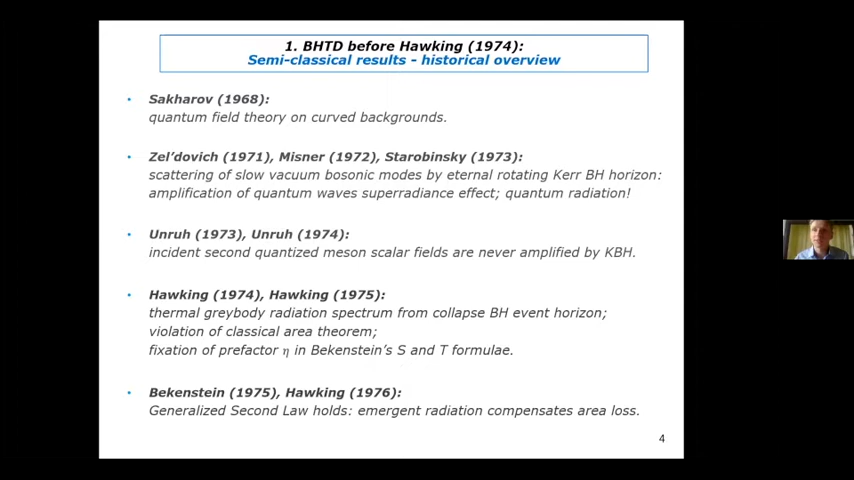 1. BHTD before Hawking (1974):
Semi-classical results - historical overview
• Sakharov (1968):
quantum field theory on curved backgrounds.
• Zel’dovich (1971), Misner (1972), Starobinsky (1973):
scattering of slow vacuum bosonic modes by eternal rotating Kerr BH horizon:
amplification of quantum waves superradiance effect; quantum radiation!
• Unruh (1973), Unruh (1974):
incident second quantized meson scalar fields are never amplified by KBH.
• Hawking (1974), Hawking (1975):
thermal greybody radiation spectrum from collapse BH event horizon;
violation of classical area theorem;
fixation of prefactor η in Bekenstein’s S and T formulae.
• Bekenstein (1975), Hawking (1976):
Generalized Second Law holds: emergent radiation compensates area loss.
4